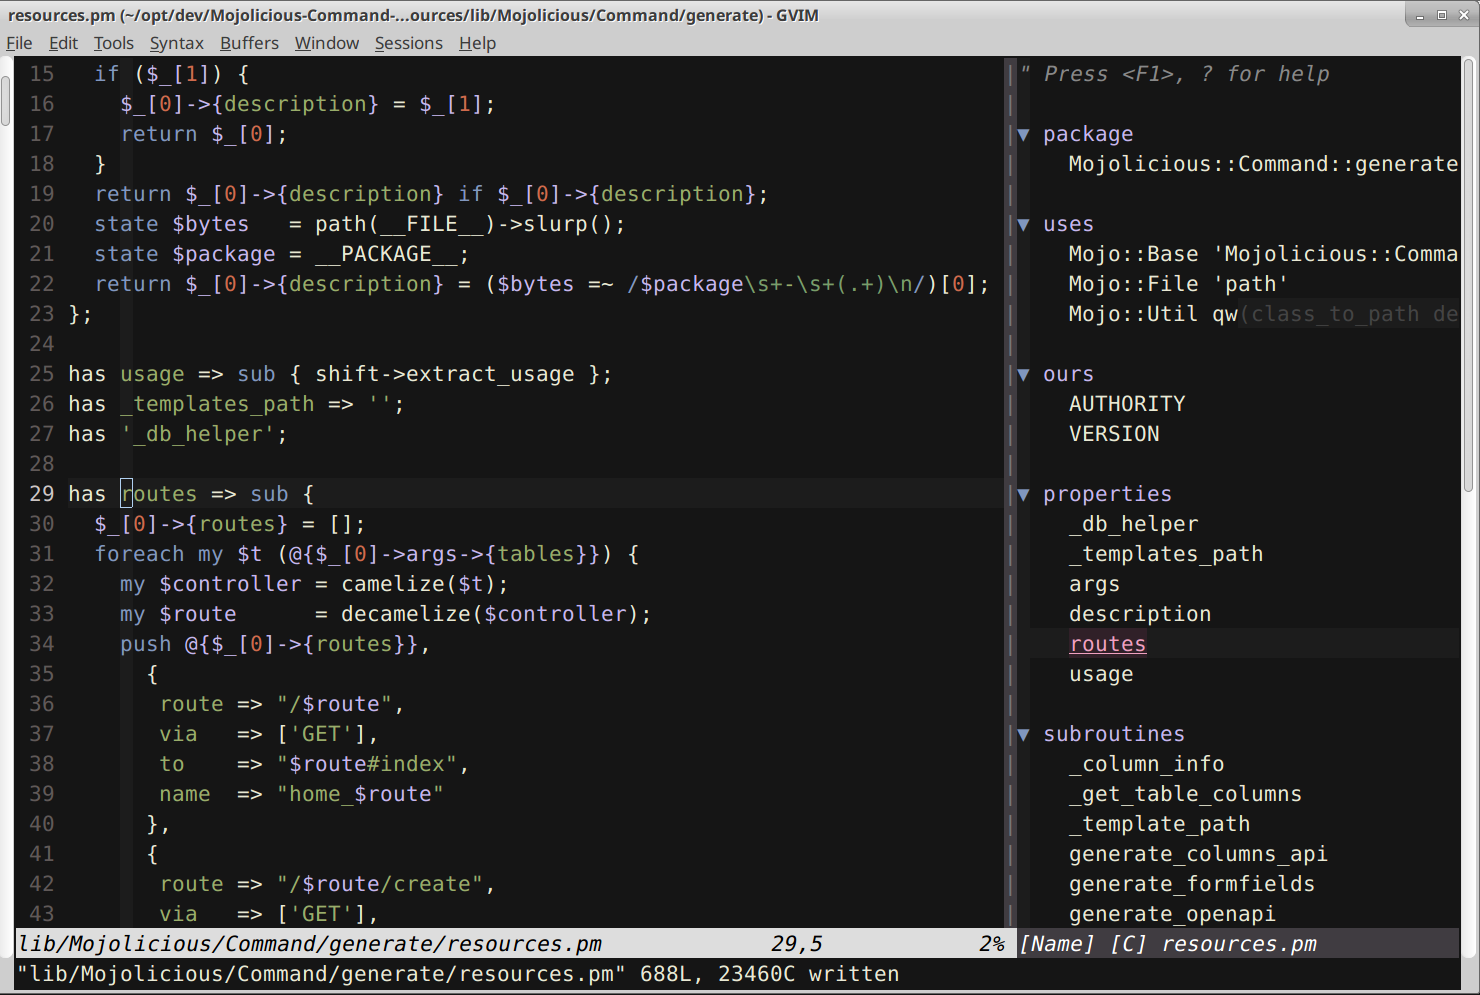 resources.pm (~/opt/dev/Mojolicious-Command-...ources/lib/Mojolicious/Command/generate) - GVIM
File Edit Tools Syntax Buffers Window Sessions Help
15   if ($_[1]) {
16     $_[0]->{description} = $_[1];
17     return $_[0];
18   }
19   return $_[0]->{description} if $_[0]->{description};
20   state $bytes   = path(__FILE__)->slurp();
21   state $package = __PACKAGE__;
22   return $_[0]->{description} = ($bytes =~ /$package\s+-\s+(.+)\n/)[0];
23 };
24
25 has usage => sub { shift->extract_usage };
26 has _templates_path => '';
27 has '_db_helper';
28
29 has routes => sub {
30   $_[0]->{routes} = [];
31   foreach my $t (@{$_[0]->args->{tables}}) {
32     my $controller = camelize($t);
33     my $route      = decamelize($controller);
34     push @{$_[0]->{routes}},
35       {
36        route => "/$route",
37        via   => ['GET'],
38        to    => "$route#index",
39        name  => "home_$route"
40       },
41       {
42        route => "/$route/create",
43        via   => ['GET'],
lib/Mojolicious/Command/generate/resources.pm 29,5 2%
"lib/Mojolicious/Command/generate/resources.pm" 688L, 23460C written
" Press <F1>, ? for help
▼ package
Mojolicious::Command::generate
▼ uses
Mojo::Base 'Mojolicious::Comma
Mojo::File 'path'
Mojo::Util qw(class_to_path de
▼ ours
AUTHORITY
VERSION
▼ properties
_db_helper
_templates_path
args
description
routes
usage
▼ subroutines
_column_info
_get_table_columns
_template_path
generate_columns_api
generate_formfields
generate_openapi
[Name] [C] resources.pm